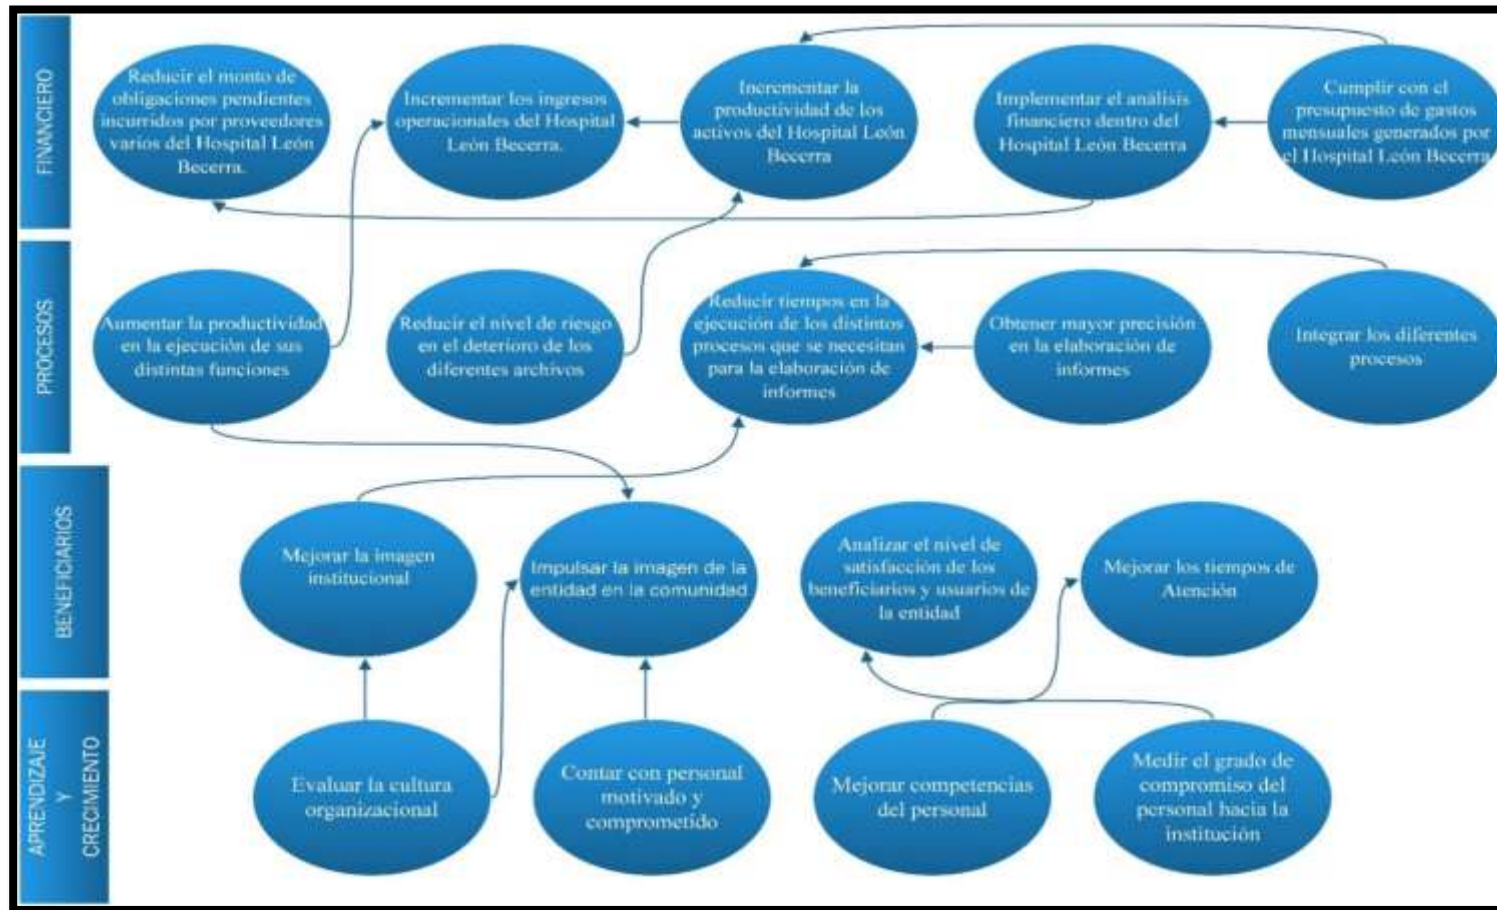 FINANCIERO
Reducir el monto de
obligaciones pendientes
incurridos por proveedores
varios del Hospital León
Becerra.
Incrementar los ingresos
operacionales del Hospital
León Becerra.
Incrementar la
productividad de los
activos del Hospital León
Becerra
Implementar el análisis
financiero dentro del
Hospital León Becerra
Cumplir con el
presupuesto de gastos
mensuales generados por
el Hospital León Becerra
PROCESOS
Aumentar la productividad
en la ejecución de sus
distintas funciones
Reducir el nivel de riesgo
en el deterioro de los
diferentes archivos
Reducir tiempos en la
ejecución de los distintos
procesos que se necesitan
para la elaboración de
informes
Obtener mayor precisión
en la elaboración de
informes
Integrar los diferentes
procesos
BENEFICIARIOS
Mejorar la imagen
institucional
Impulsar la imagen de la
entidad en la comunidad
Analizar el nivel de
satisfacción de los
beneficiarios y usuarios de
la entidad
Mejorar los tiempos de
Atención
APRENDIZAJE
Y
CRECIMIENTO
Evaluar la cultura
organizacional
Contar con personal
motivado y
comprometido
Mejorar competencias
del personal
Medir el grado de
compromiso del
personal hacia la
institución